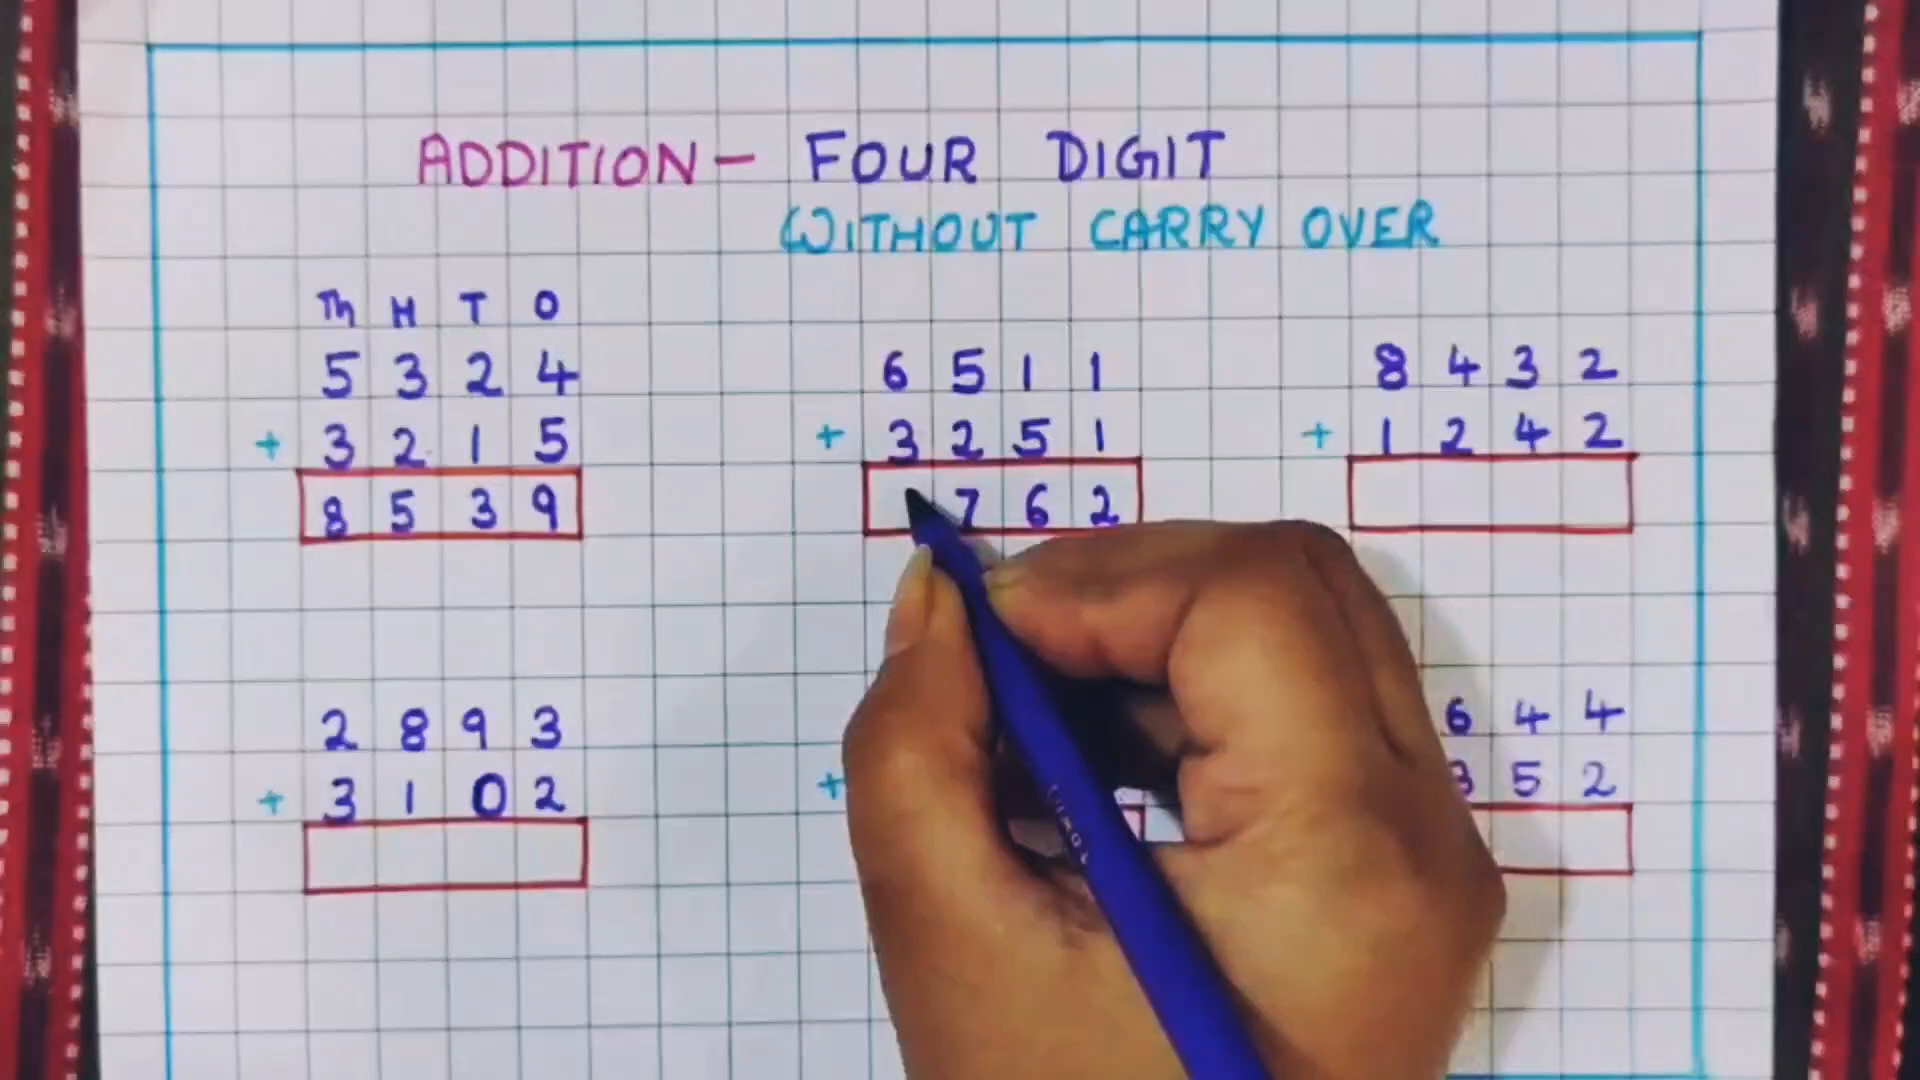 ADDITION - FOUR DIGIT
WITHOUT CARRY OVER
Th H T O
5 3 2 4
+ 3 2 1 5
8 5 3 9
6 5 1 1
+ 3 2 5 1
7 6 2
8 4 3 2
+ 1 2 4 2
2 8 9 3
+ 3 1 0 2
+
6 4 4
3 5 2